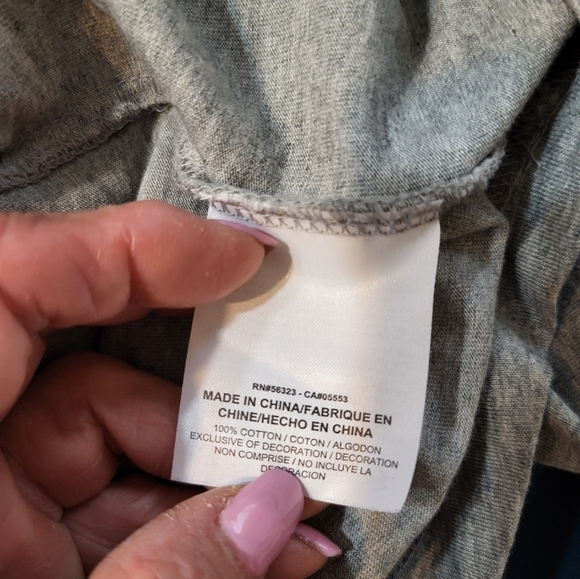 RN#56323 - CA#05553
MADE IN CHINA/FABRIQUE EN
CHINE/HECHO EN CHINA
100% COTTON / COTON / ALGODON
EXCLUSIVE OF DECORATION / DECORATION
NON COMPRISE / NO INCLUYE LA
DECORACION